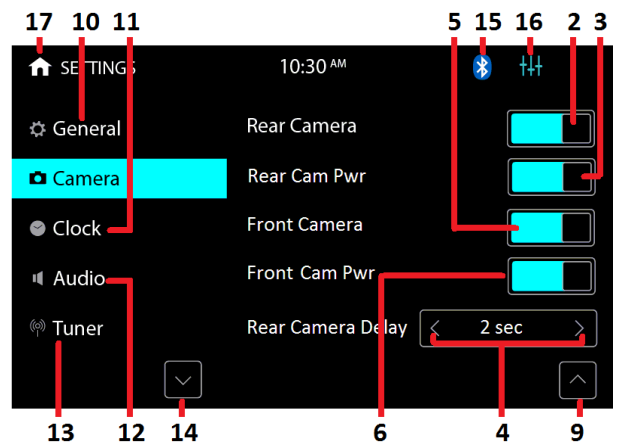 17 10 11 5 15 16 2 3
SETTINGS 10:30 AM
General Rear Camera
Camera Rear Cam Pwr
Clock Front Camera
Audio Front Cam Pwr
Tuner Rear Camera Delay 2 sec
13 12 14 6 4 9